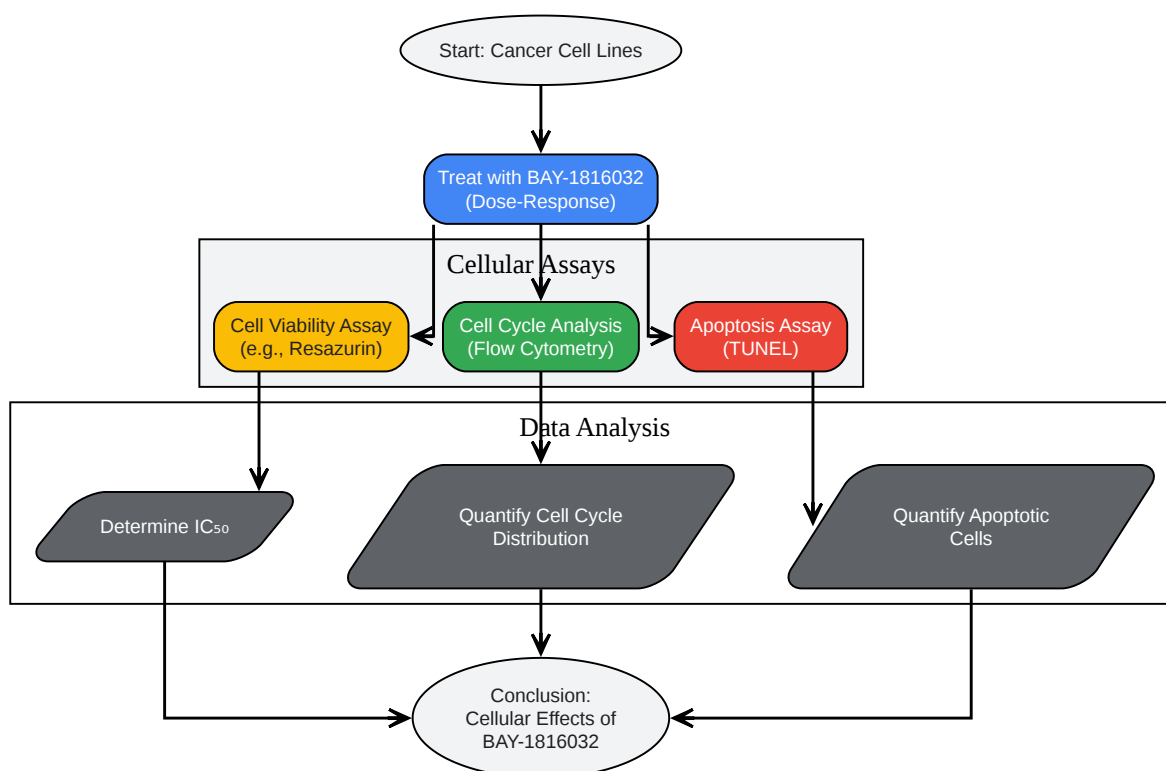 Start: Cancer Cell Lines
Treat with BAY-1816032
(Dose-Response)
Cellular Assays
Cell Viability Assay
(e.g., Resazurin)
Cell Cycle Analysis
(Flow Cytometry)
Apoptosis Assay
(TUNEL)
Data Analysis
Determine IC₅₀
Quantify Cell Cycle
Distribution
Quantify Apoptotic
Cells
Conclusion:
Cellular Effects of
BAY-1816032